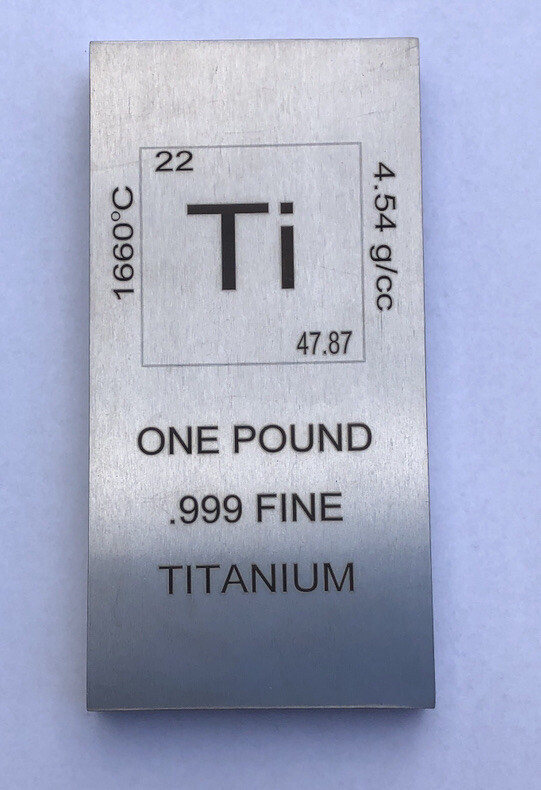 22
Ti
47.87
1660°C
4.54 g/cc
ONE POUND
.999 FINE
TITANIUM